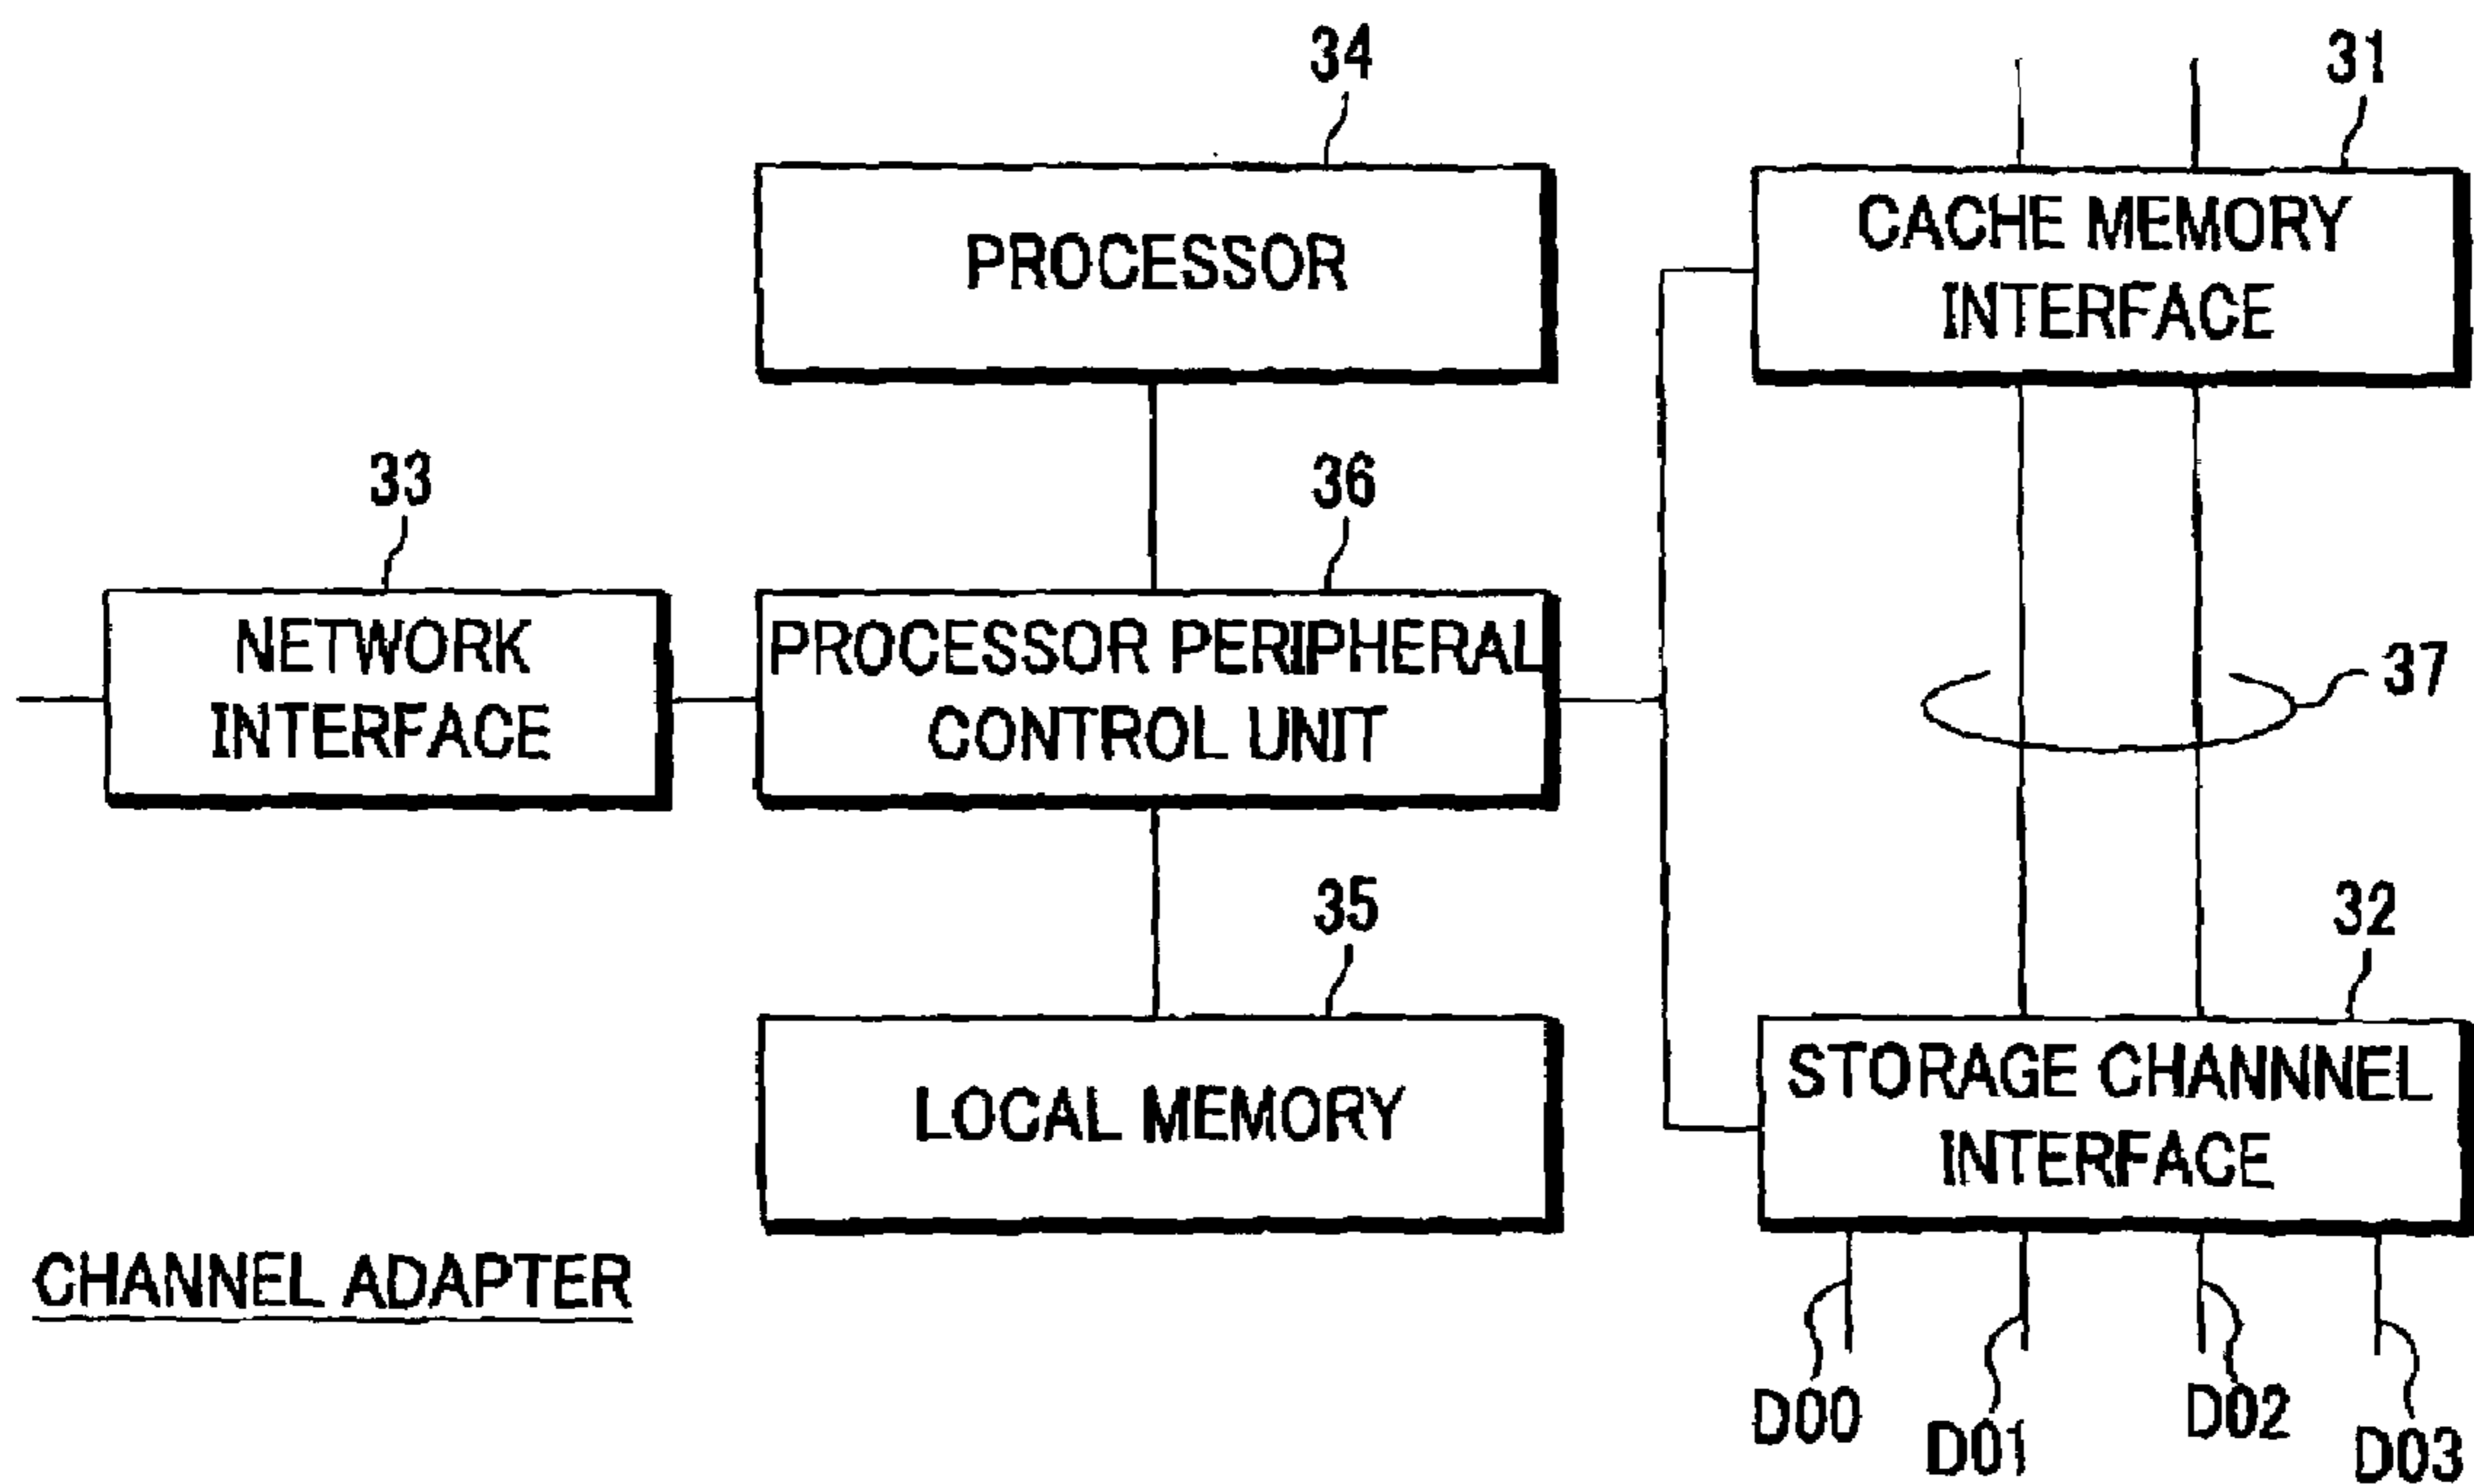 34
31
PROCESSOR
CACHE MEMORY
INTERFACE
33
36
NETWORK
INTERFACE
PROCESSOR PERIPHERAL
CONTROL UNIT
37
35
32
LOCAL MEMORY
STORAGE CHANNNEL
INTERFACE
CHANNEL ADAPTER
D00
D01
D02
D03